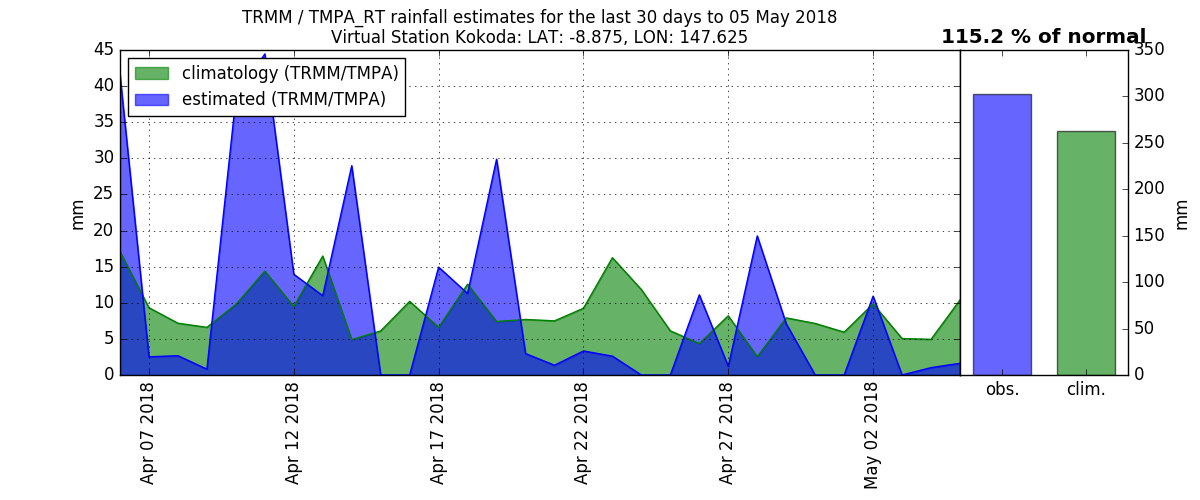 TRMM / TMPA_RT rainfall estimates for the last 30 days to 05 May 2018
Virtual Station Kokoda: LAT: -8.875, LON: 147.625
115.2 % of normal
climatology (TRMM/TMPA)
estimated (TRMM/TMPA)
mm
45
40
35
30
25
20
15
10
5
0
Apr 07 2018
Apr 12 2018
Apr 17 2018
Apr 22 2018
Apr 27 2018
May 02 2018
350
300
250
200
150
100
50
0
mm
obs.
clim.